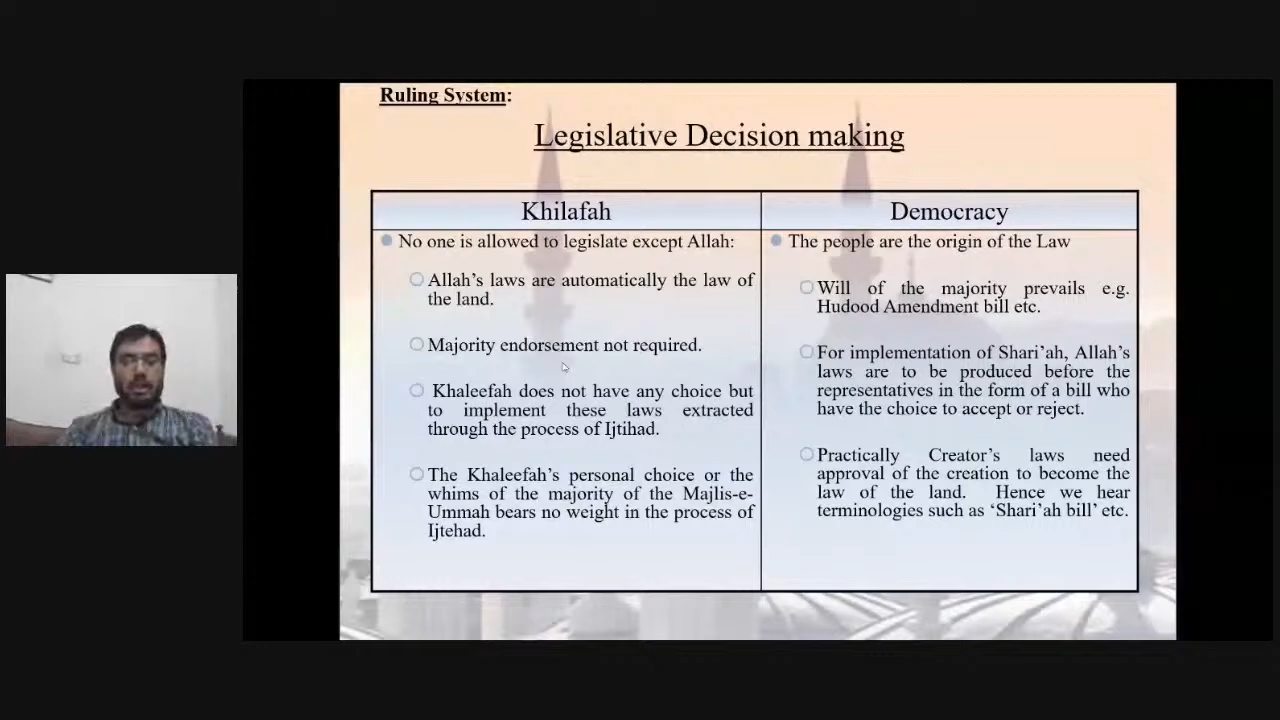 Ruling System:
Legislative Decision making
Khilafah
No one is allowed to legislate except Allah:
Allah's laws are automatically the law of
the land.
Majority endorsement not required.
Khaleefah does not have any choice but
to implement these laws extracted
through the process of Ijtihad.
The Khaleefah's personal choice or the
whims of the majority of the Majlis-e-
Ummah bears no weight in the process of
Ijtehad.
Democracy
The people are the origin of the Law
Will of the majority prevails e.g.
Hudood Amendment bill etc.
For implementation of Shari'ah, Allah's
laws are to be produced before the
representatives in the form of a bill who
have the choice to accept or reject.
Practically Creator's laws need
approval of the creation to become the
law of the land. Hence we hear
terminologies such as 'Shari'ah bill' etc.